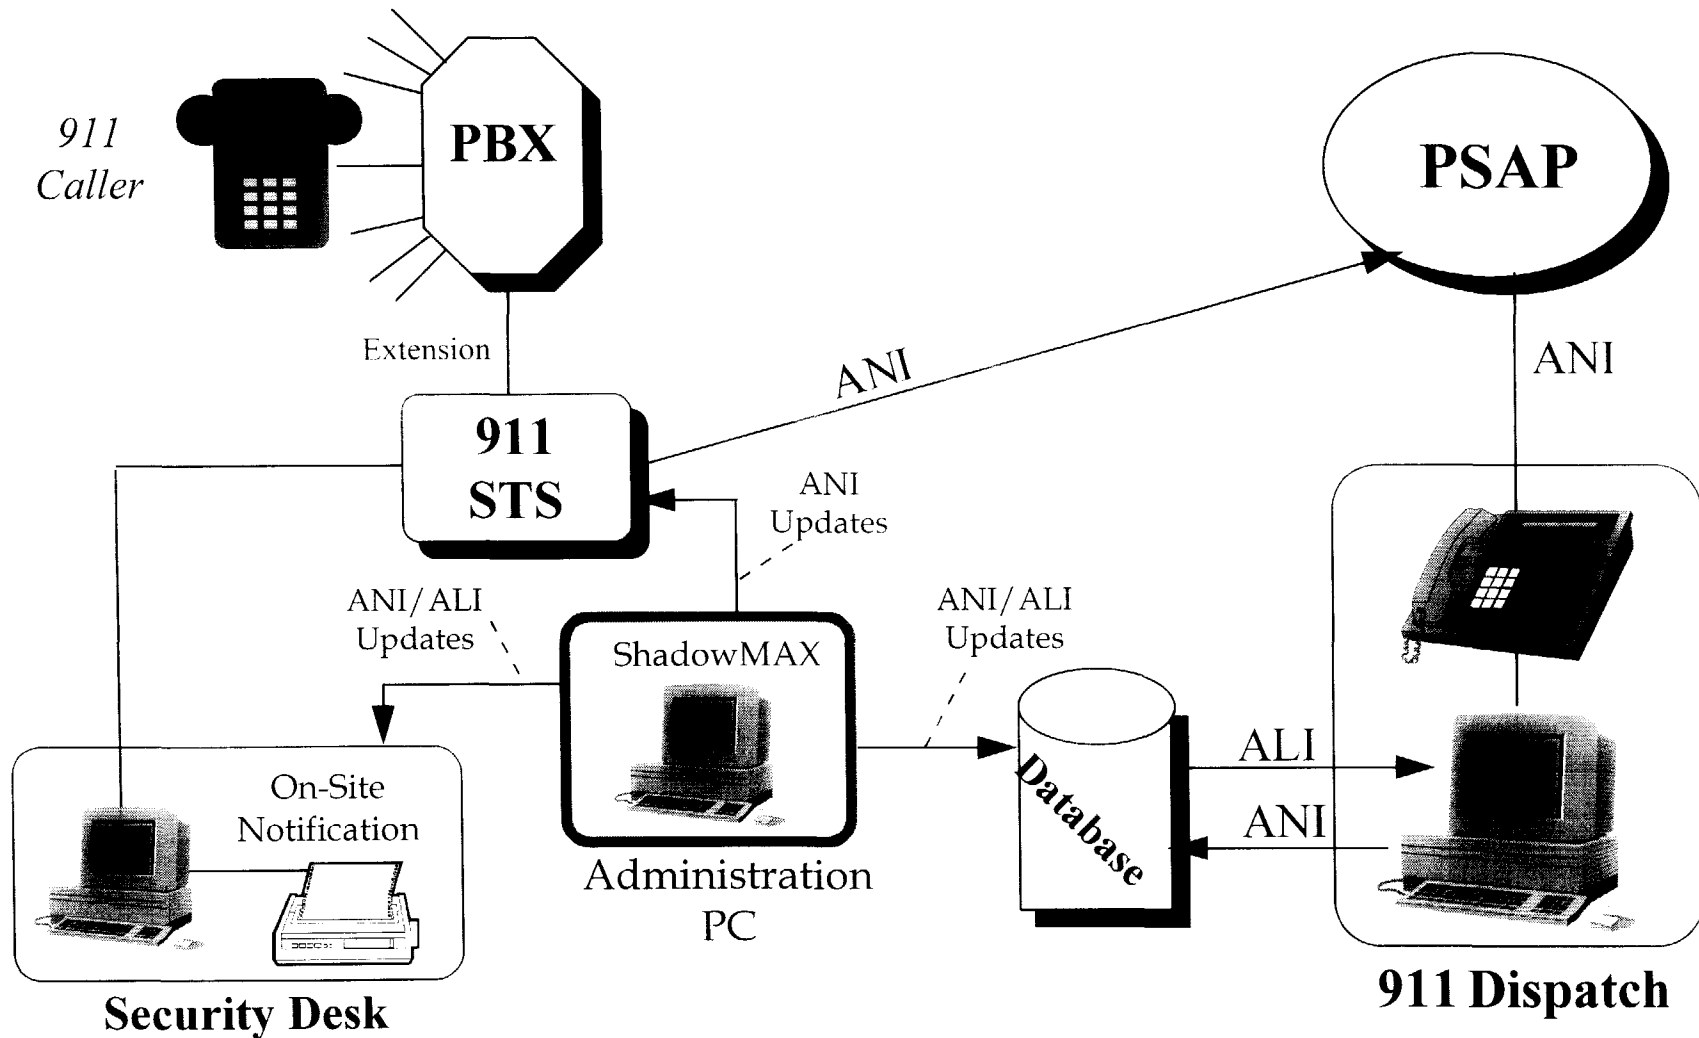 911
Caller
PBX
PSAP
Extension
ANI
ANI
911
STS
ANI
Updates
ANI/ALI
Updates
ANI/ALI
Updates
ShadowMAX
On-Site
Notification
Database
ALI
ANI
Administration
PC
Security Desk
911 Dispatch